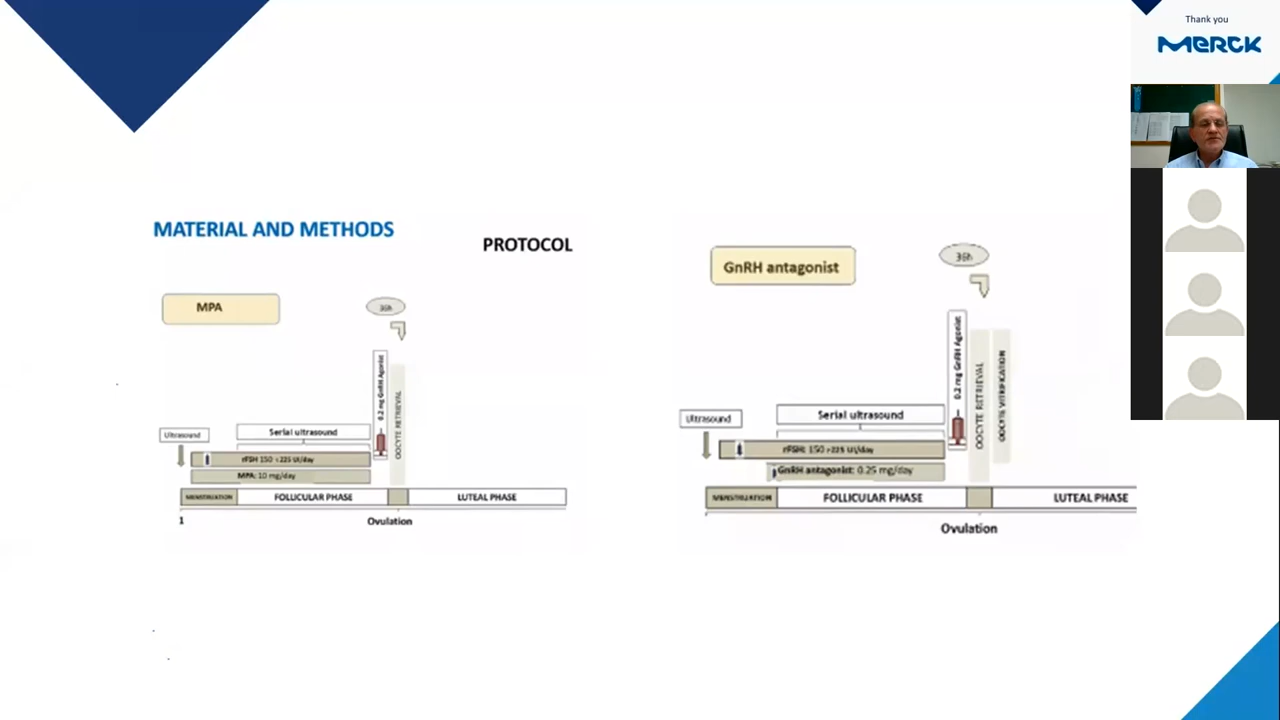 Thank you
MERCK
MATERIAL AND METHODS
PROTOCOL
MPA
36h
0.2 mg GnRH Agonist
OOCYTE RETRIEVAL
Ultrasound
Serial ultrasound
rFSH 150 UI/day
MPA: 10 mg/day
MENSTRUATION
FOLLICULAR PHASE
LUTEAL PHASE
1
Ovulation
GnRH antagonist
36h
0.2 mg GnRH Agonist
OOCYTE RETRIEVAL
OOCYTE VITRIFICATION
Ultrasound
Serial ultrasound
rFSH: 150 UI/day
GnRH antagonist: 0.25 mg/day
MENSTRUATION
FOLLICULAR PHASE
LUTEAL PHASE
Ovulation